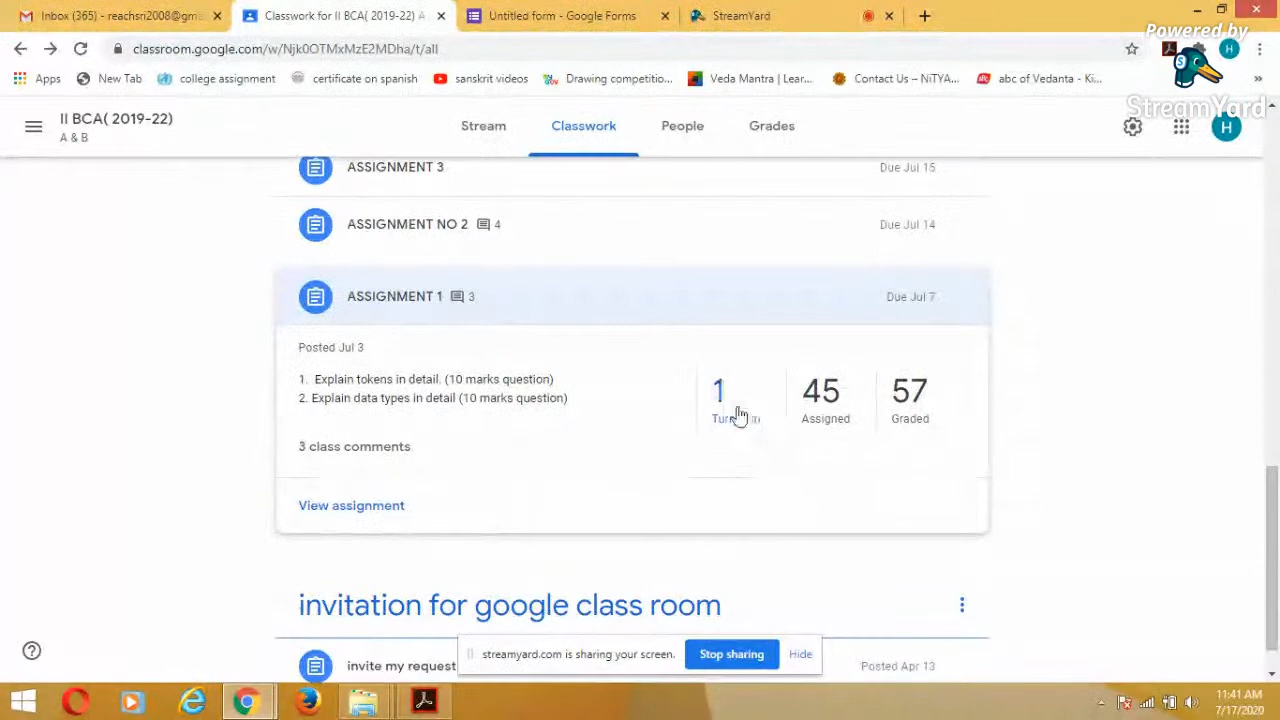 Inbox (365) - reachsri2008@gm
Classwork for II BCA( 2019-22) A
Untitled form - Google Forms
StreamYard
classroom.google.com/w/Njk0OTMxMzE2MDha/t/all
Powered by
StreamYard
Apps
New Tab
college assignment
certificate on spanish
sanskrit videos
Drawing competitio...
Veda Mantra | Lear...
Contact Us – NiTYA...
abc of Vedanta - Ki...
»
II BCA( 2019-22)
A & B
Stream
Classwork
People
Grades
H
ASSIGNMENT 3
Due Jul 15
ASSIGNMENT NO 2
4
Due Jul 14
ASSIGNMENT 1
3
Due Jul 7
Posted Jul 3
1. Explain tokens in detail. (10 marks question)
2. Explain data types in detail (10 marks question)
1
45
57
Assigned
Graded
3 class comments
View assignment
invitation for google class room
streamyard.com is sharing your screen.
Stop sharing
Hide
invite my request
Posted Apr 13
11:41 AM
7/17/2020